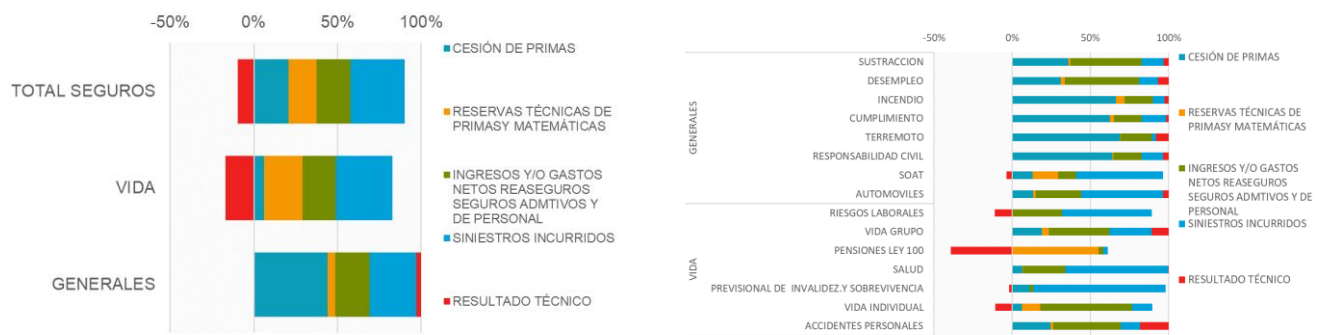 -50% 0% 50% 100%
TOTAL SEGUROS
VIDA
GENERALES
CESIÓN DE PRIMAS
RESERVAS TÉCNICAS DE
PRIMASY MATEMÁTICAS
INGRESOS Y/O GASTOS
NETOS REASEGUROS
SEGUROS ADMTIVOS Y
DE PERSONAL
SINIESTROS INCURRIDOS
RESULTADO TÉCNICO
-50% 0% 50% 100%
GENERALES
SUSTRACCION
DESEMPLEO
INCENDIO
CUMPLIMIENTO
TERREMOTO
RESPONSABILIDAD CIVIL
SOAT
AUTOMOVILES
VIDA
RIESGOS LABORALES
VIDA GRUPO
PENSIONES LEY 100
SALUD
PREVISIONAL DE INVALIDEZ.Y SOBREVIVENCIA
VIDA INDIVIDUAL
ACCIDENTES PERSONALES
CESIÓN DE PRIMAS
RESERVAS TÉCNICAS DE
PRIMASY MATEMÁTICAS
INGRESOS Y/O GASTOS
NETOS REASEGUROS
SEGUROS ADMTIVOS Y DE
PERSONAL
SINIESTROS INCURRIDOS
RESULTADO TÉCNICO